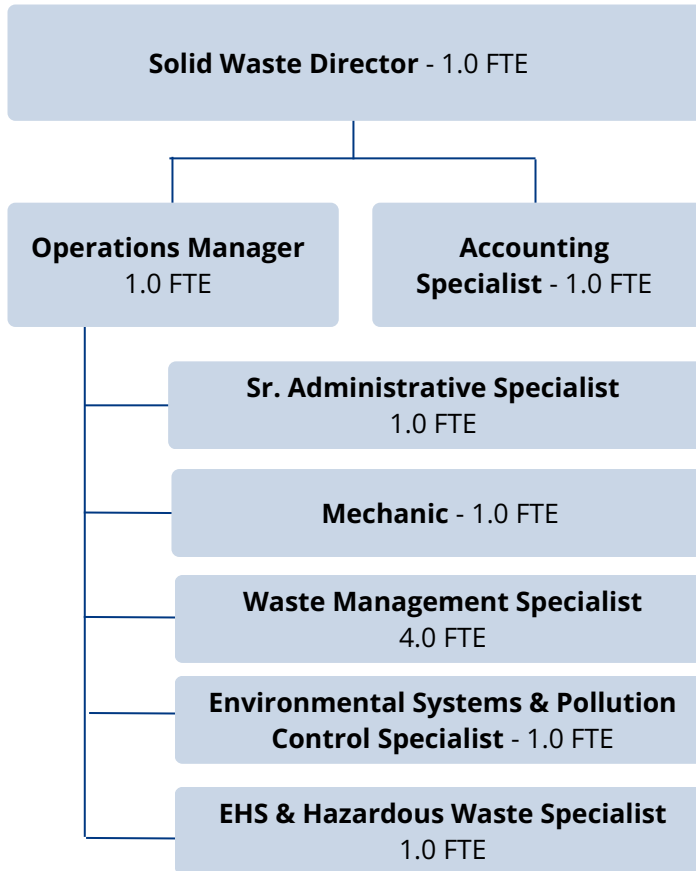 Solid Waste Director - 1.0 FTE
Operations Manager
1.0 FTE
Accounting
Specialist - 1.0 FTE
Sr. Administrative Specialist
1.0 FTE
Mechanic - 1.0 FTE
Waste Management Specialist
4.0 FTE
Environmental Systems & Pollution
Control Specialist - 1.0 FTE
EHS & Hazardous Waste Specialist
1.0 FTE